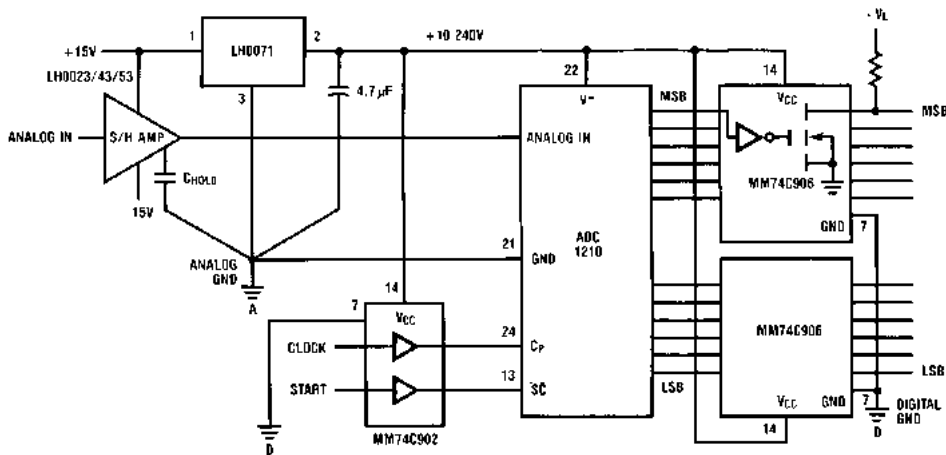 VL
+15V
1
LH0071
2
+10 240V
LH0023/43/53
3
4.7µF
22
14
V
MSB
VCC
MSB
ANALOG IN
S/H AMP
ANALOG IN
CHOLD
15V
MM74C906
GND
7
ADC
1210
21
GND
ANALOG
GND
A
14
7
VCC
24
CP
CLOCK
MM74C906
13
SC
START
LSB
LSB
VCC
GND
7
DIGITAL
GND
D
D
14
MM74C902